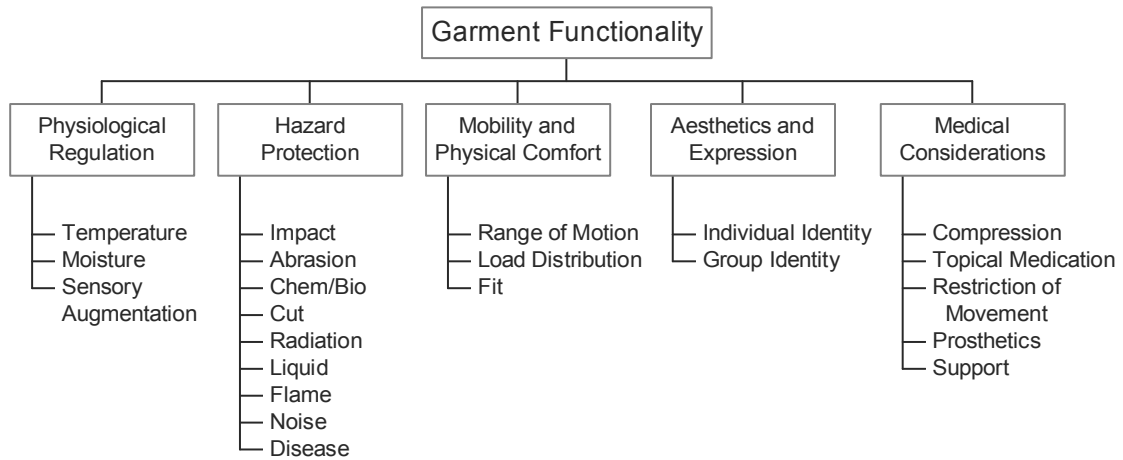 Garment Functionality
Physiological
Regulation
Temperature
Moisture
Sensory
Augmentation
Hazard
Protection
Impact
Abrasion
Chem/Bio
Cut
Radiation
Liquid
Flame
Noise
Disease
Mobility and
Physical Comfort
Range of Motion
Load Distribution
Fit
Aesthetics and
Expression
Individual Identity
Group Identity
Medical
Considerations
Compression
Topical Medication
Restriction of
Movement
Prosthetics
Support